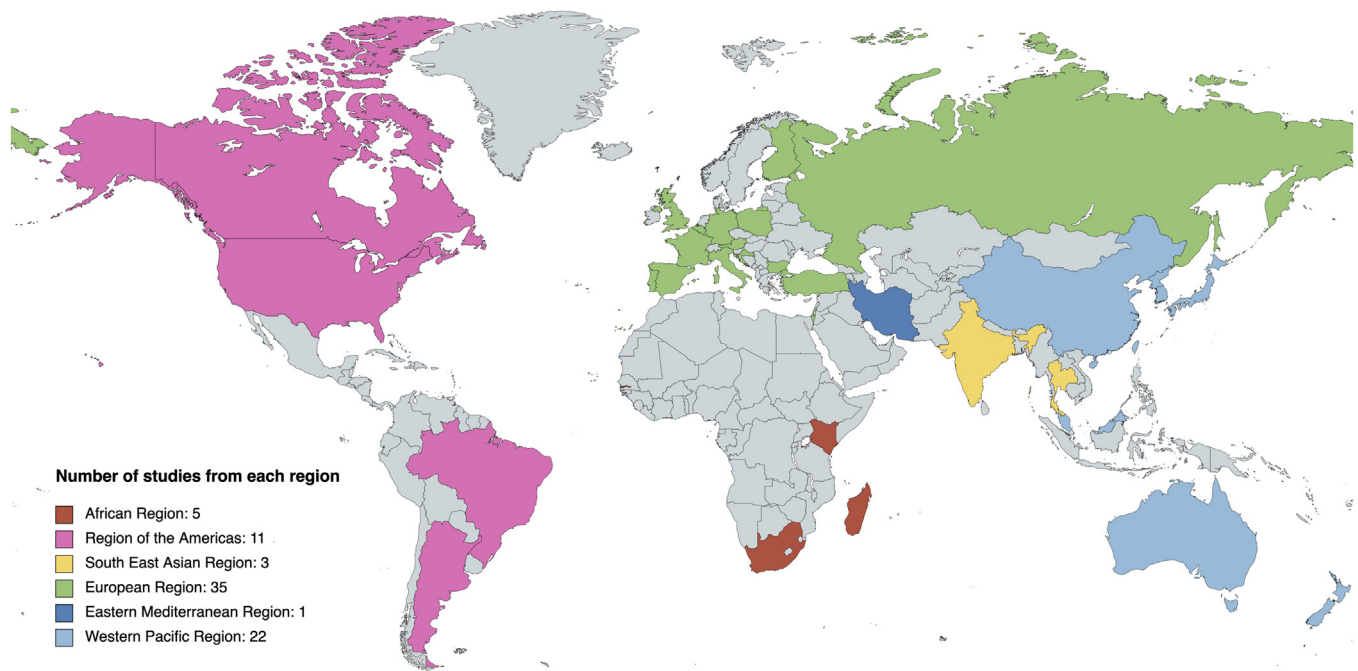 Number of studies from each region
African Region: 5
Region of the Americas: 11
South East Asian Region: 3
European Region: 35
Eastern Mediterranean Region: 1
Western Pacific Region: 22